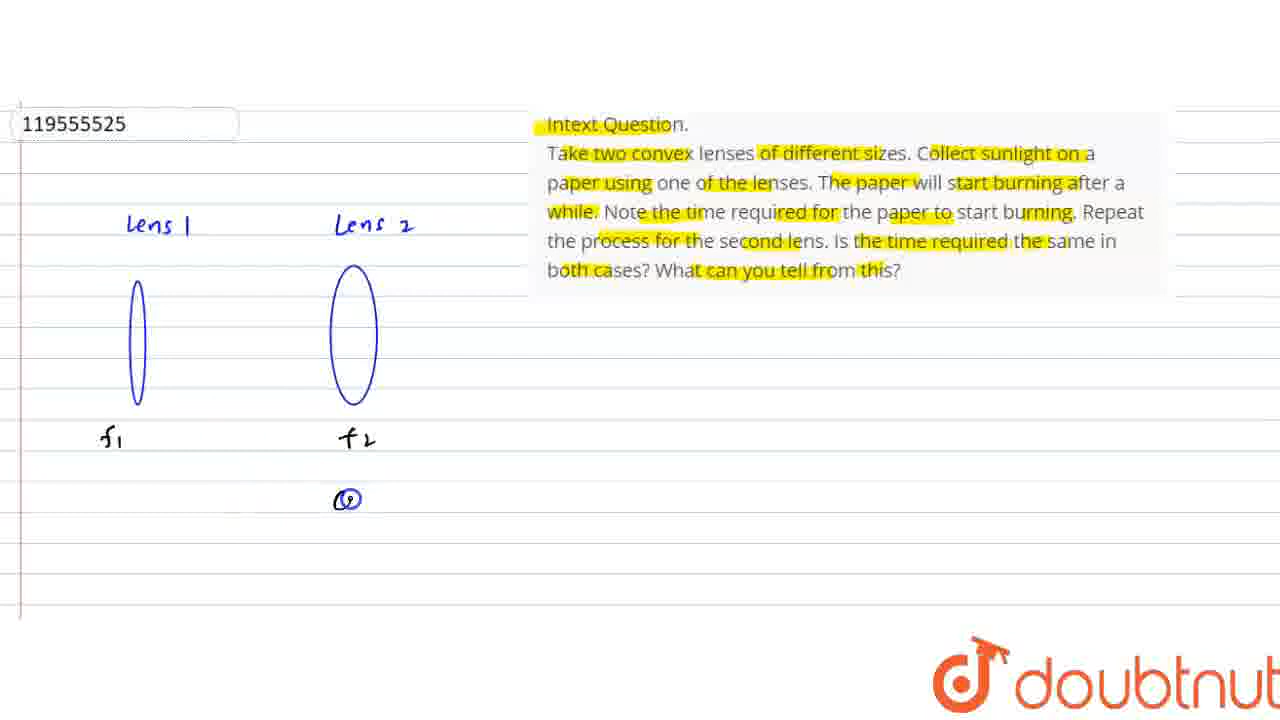 119555525
Intext Question.
Take two convex lenses of different sizes. Collect sunlight on a
paper using one of the lenses. The paper will start burning after a
while. Note the time required for the paper to start burning. Repeat
the process for the second lens. Is the time required the same in
both cases? What can you tell from this?
Lens 1
Lens 2
f1
f2
doubtnut